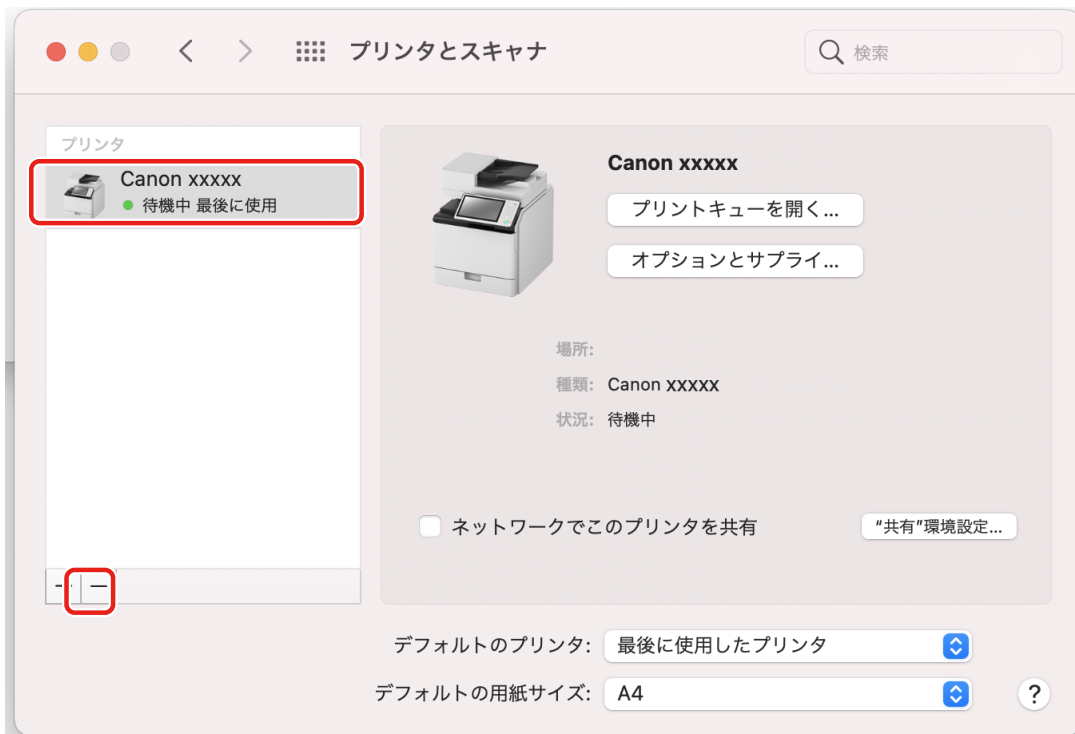 プリンタとスキャナ
検索
プリンタ
Canon xxxxx
待機中 最後に使用
Canon xxxxx
プリントキューを開く...
オプションとサプライ...
場所:
種類: Canon xxxxx
状況: 待機中
ネットワークでこのプリンタを共有
“共有”環境設定...
デフォルトのプリンタ: 最後に使用したプリンタ
デフォルトの用紙サイズ: A4
?